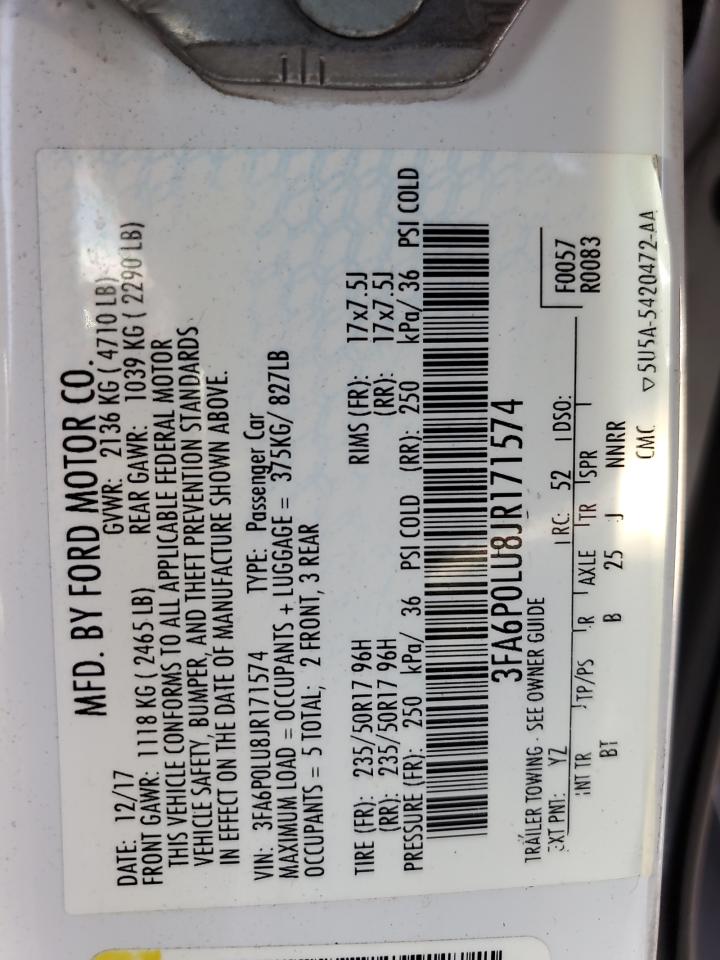 MFD. BY FORD MOTOR CO.
DATE: 12/17 GVWR: 2136 KG ( 4710 LB)
FRONT GAWR: 1118 KG ( 2465 LB) REAR GAWR: 1039 KG ( 2290 LB)
THIS VEHICLE CONFORMS TO ALL APPLICABLE FEDERAL MOTOR
VEHICLE SAFETY, BUMPER, AND THEFT PREVENTION STANDARDS
IN EFFECT ON THE DATE OF MANUFACTURE SHOWN ABOVE.
VIN: 3FA6P0LU8JR171574 TYPE: Passenger Car
MAXIMUM LOAD = OCCUPANTS + LUGGAGE = 375KG/ 827LB
OCCUPANTS = 5 TOTAL; 2 FRONT, 3 REAR
TIRE (FR): 235/50R17 96H RIMS (FR): 17x7.5J
(RR): 235/50R17 96H (RR): 17x7.5J
PRESSURE (FR): 250 kPa/ 36 PSI COLD (RR): 250 kPa/ 36 PSI COLD
3FA6P0LU8JR171574
TRAILER TOWING - SEE OWNER GUIDE
F0057
R0083
EXT PNT: YZ RC: 52 DSO:
INT TR TP/PS R AXLE TR SPR
BT B 25 J NNRR
CMC ▽5U5A-5420472-AA